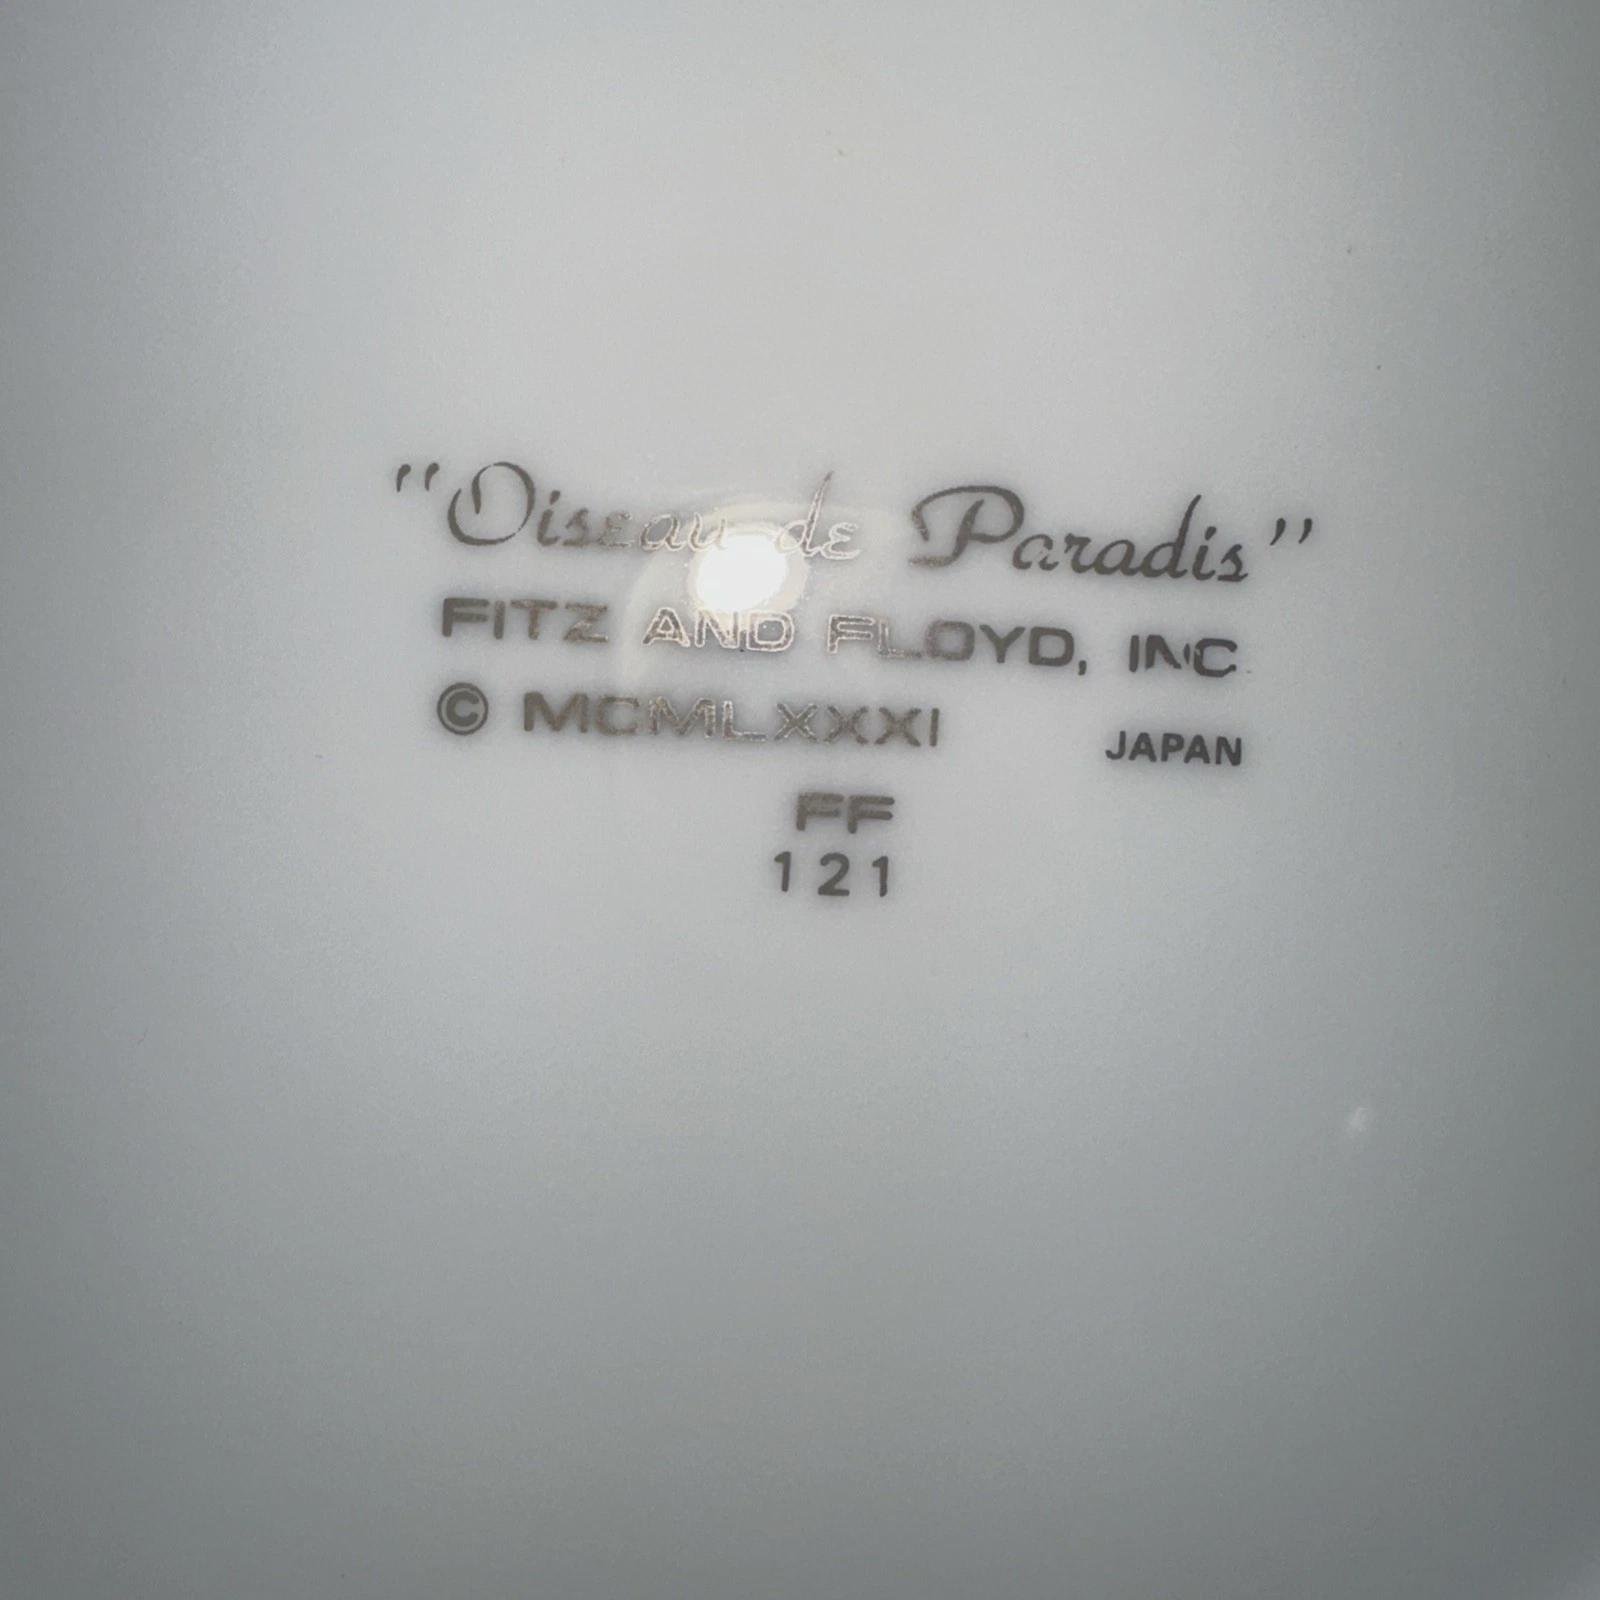 "Oiseau de Paradis"
FITZ AND FLOYD, INC.
© MCMLXXXI JAPAN
FF
121